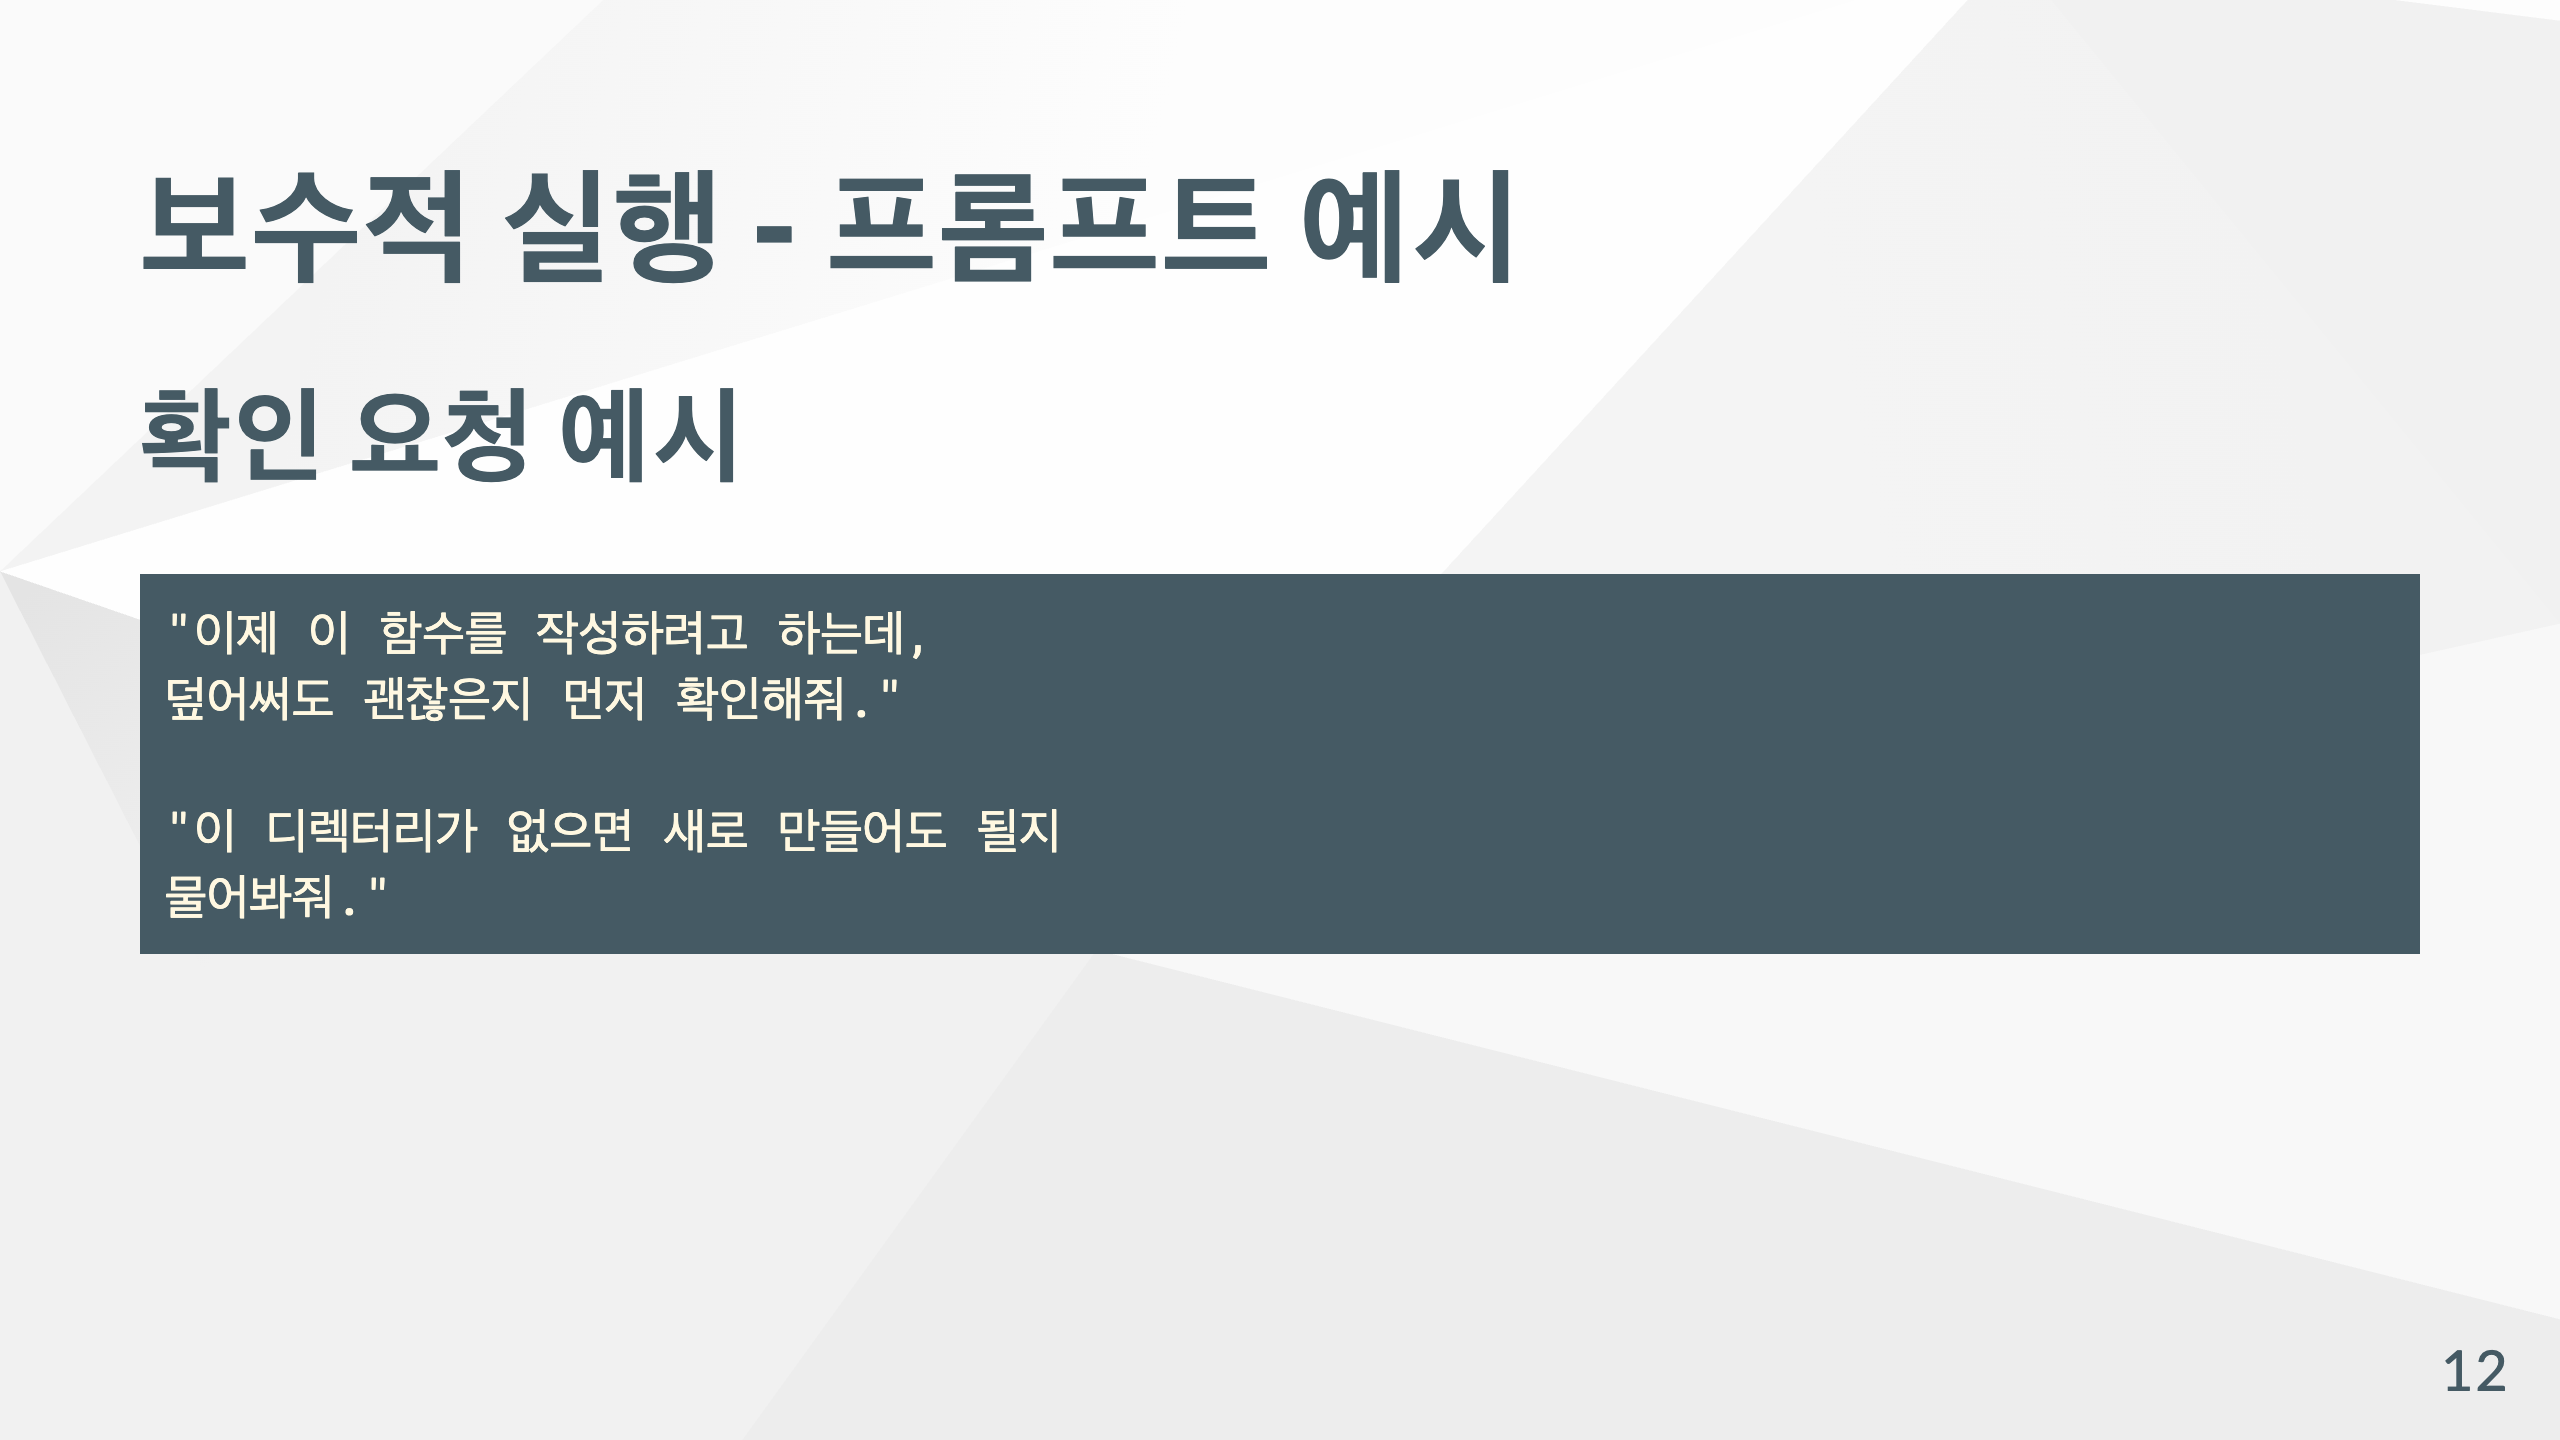 보수적 실행 - 프롬프트 예시
확인 요청 예시
"이제 이 함수를 작성하려고 하는데,
덮어써도 괜찮은지 먼저 확인해줘."
"이 디렉터리가 없으면 새로 만들어도 될지
물어봐줘."
12